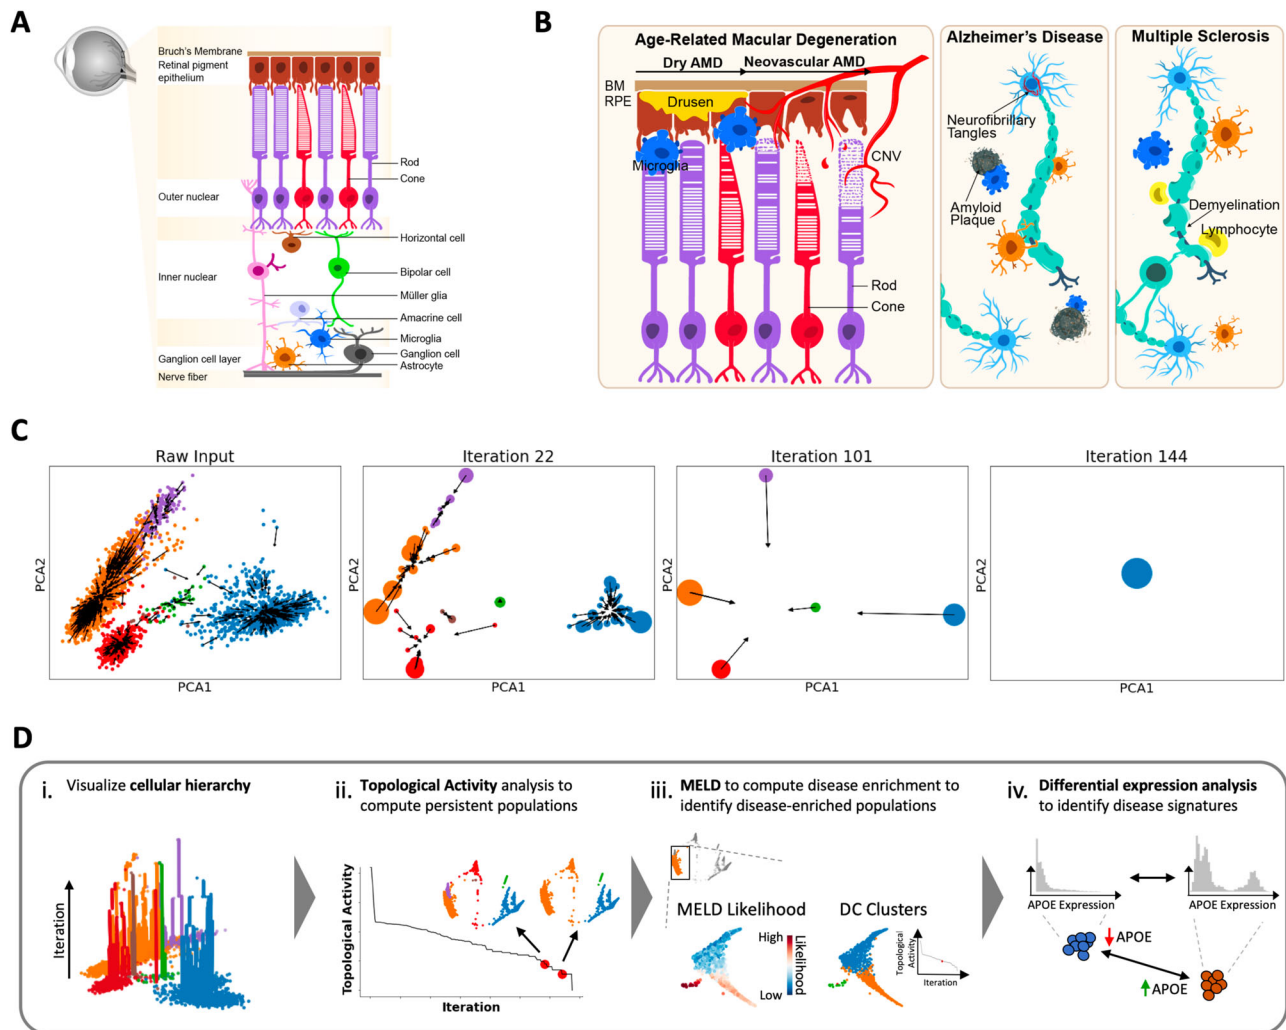 A
Bruch's Membrane
Retinal pigment
epithelium
Rod
Cone
Outer nuclear
Horizontal cell
Inner nuclear
Bipolar cell
Müller glia
Amacrine cell
Microglia
Ganglion cell layer
Ganglion cell
Astrocyte
Nerve fiber
B
Age-Related Macular Degeneration
Dry AMD
Neovascular AMD
BM
RPE
Drusen
Microglia
CNV
Rod
Cone
Alzheimer's Disease
Neurofibrillary
Tangles
Amyloid
Plaque
Multiple Sclerosis
Demyelination
Lymphocyte
C
Raw Input
PCA2
PCA1
Iteration 22
PCA2
PCA1
Iteration 101
PCA2
PCA1
Iteration 144
PCA2
PCA1
D
i. Visualize cellular hierarchy
Iteration
ii. Topological Activity analysis to
compute persistent populations
Topological Activity
Iteration
iii. MELD to compute disease enrichment to
identify disease-enriched populations
MELD Likelihood
High
Low
Likelihood
DC Clusters
Topological
Activity
Iteration
iv. Differential expression analysis
to identify disease signatures
APOE Expression
APOE Expression
APOE
APOE